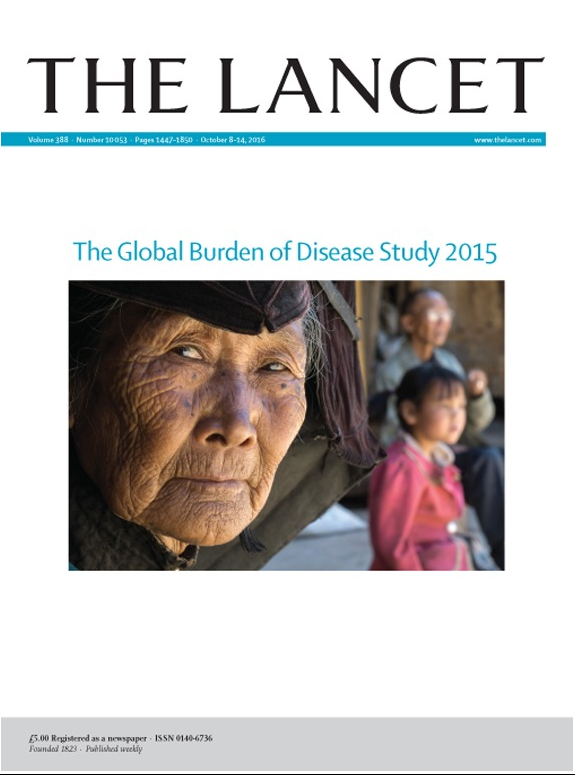 THE LANCET
Volume 388 · Number 10053 · Pages 1447–1850 · October 8–14, 2016 www.thelancet.com
The Global Burden of Disease Study 2015
£5.00 Registered as a newspaper · ISSN 0140-6736
Founded 1823 · Published weekly